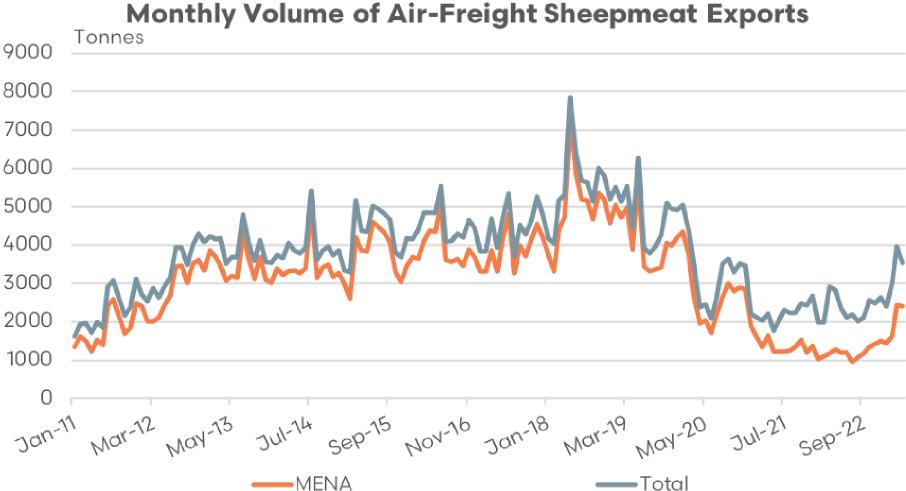 Monthly Volume of Air-Freight Sheepmeat Exports
Tonnes
9000
8000
7000
6000
5000
4000
3000
2000
1000
0
Jan-11 Mar-12 May-13 Jul-14 Sep-15 Nov-16 Jan-18 Mar-19 May-20 Jul-21 Sep-22
MENA Total